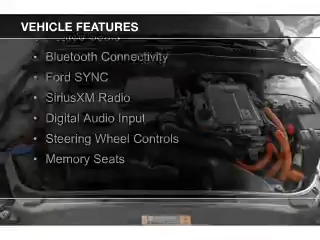 VEHICLE FEATURES
• Bluetooth Connectivity
• Ford SYNC
• SiriusXM Radio
• Digital Audio Input
• Steering Wheel Controls
• Memory Seats